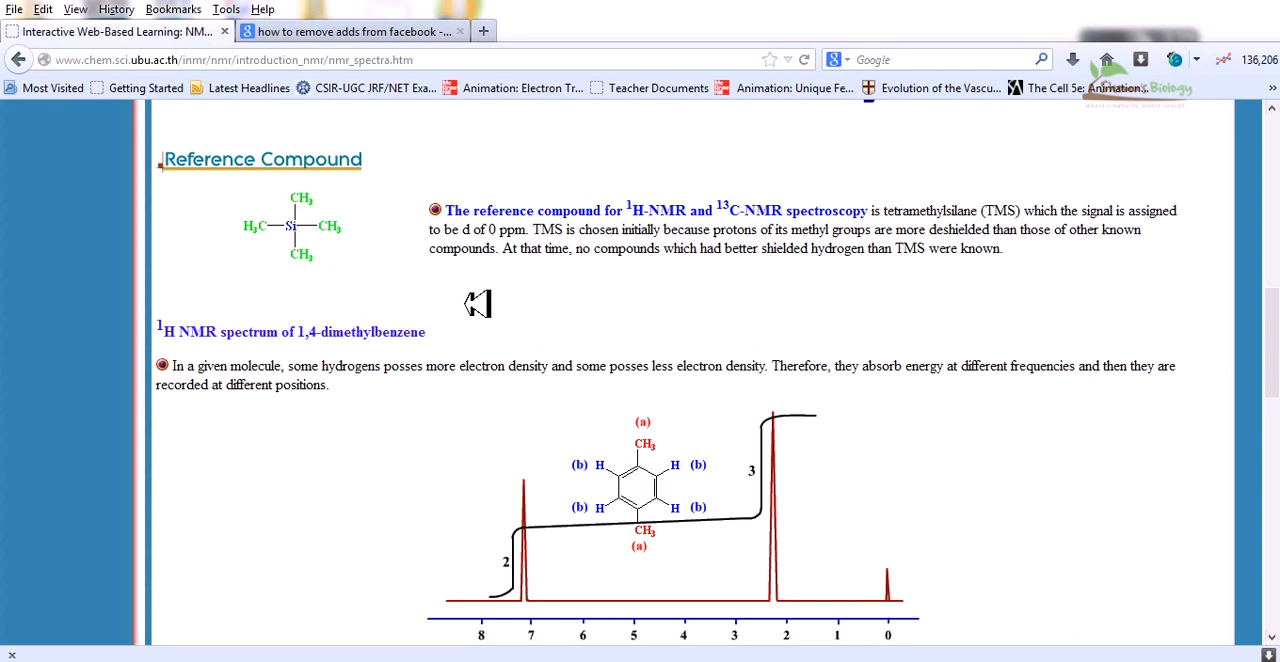 File Edit View History Bookmarks Tools Help
Interactive Web-Based Learning: NM... × how to remove adds from facebook -... × +
www.chem.sci.ubu.ac.th/inmr/nmr/introduction_nmr/nmr_spectra.htm Google 136,206
Most Visited Getting Started Latest Headlines CSIR-UGC JRF/NET Exa... Animation: Electron Tr... Teacher Documents Animation: Unique Fe... Evolution of the Vascu... The Cell 5e: Animation... »
Biology
Reference Compound
CH3
H3C Si CH3
CH3
The reference compound for 1H-NMR and 13C-NMR spectroscopy is tetramethylsilane (TMS) which the signal is assigned
to be d of 0 ppm. TMS is chosen initially because protons of its methyl groups are more deshielded than those of other known
compounds. At that time, no compounds which had better shielded hydrogen than TMS were known.
1H NMR spectrum of 1,4-dimethylbenzene
In a given molecule, some hydrogens posses more electron density and some posses less electron density. Therefore, they absorb energy at different frequencies and then they are
recorded at different positions.
(a)
CH3
(b) H H (b)
3
(b) H H (b)
CH3
(a)
2
8 7 6 5 4 3 2 1 0
×